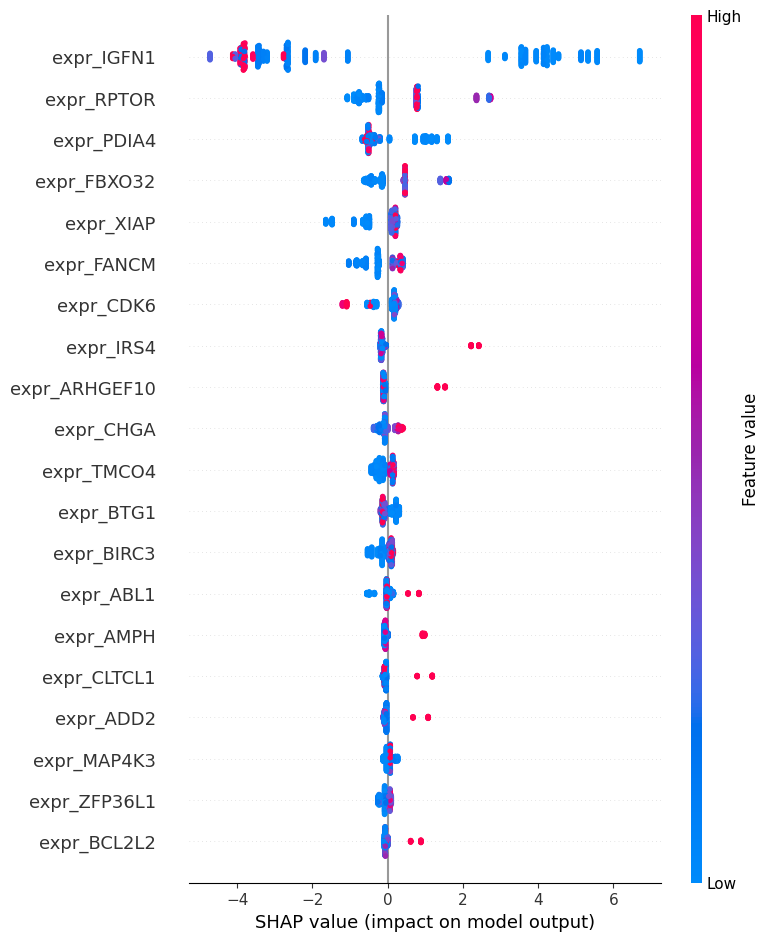 High
expr_IGFN1
expr_RPTOR
expr_PDIA4
expr_FBXO32
expr_XIAP
expr_FANCM
expr_CDK6
expr_IRS4
expr_ARHGEF10
expr_CHGA
expr_TMCO4
expr_BTG1
expr_BIRC3
expr_ABL1
expr_AMPH
expr_CLTCL1
expr_ADD2
expr_MAP4K3
expr_ZFP36L1
expr_BCL2L2
Feature value
Low
−4 −2 0 2 4 6
SHAP value (impact on model output)